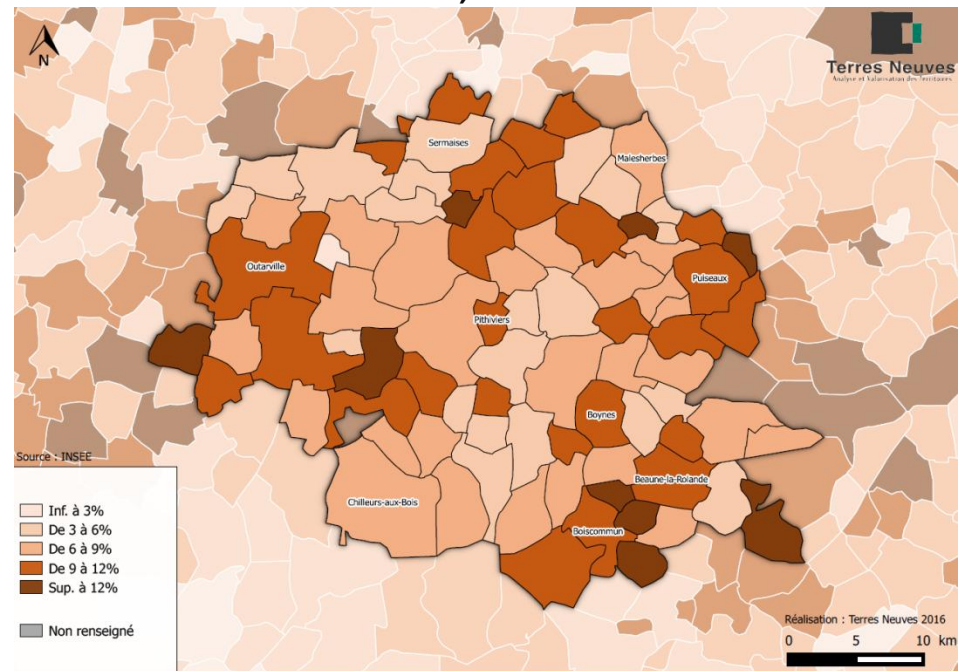 N
Terres Neuves
Analyse et Valorisation des Territoires
Sermaises
Malesherbes
Outarville
Puiseaux
Pithiviers
Boynes
Source : INSEE
Beaune-la-Rolande
Chilleurs-aux-Bois
Boiscommun
Inf. à 3%
De 3 à 6%
De 6 à 9%
De 9 à 12%
Sup. à 12%
Non renseigné
Réalisation : Terres Neuves 2016
0 5 10 km